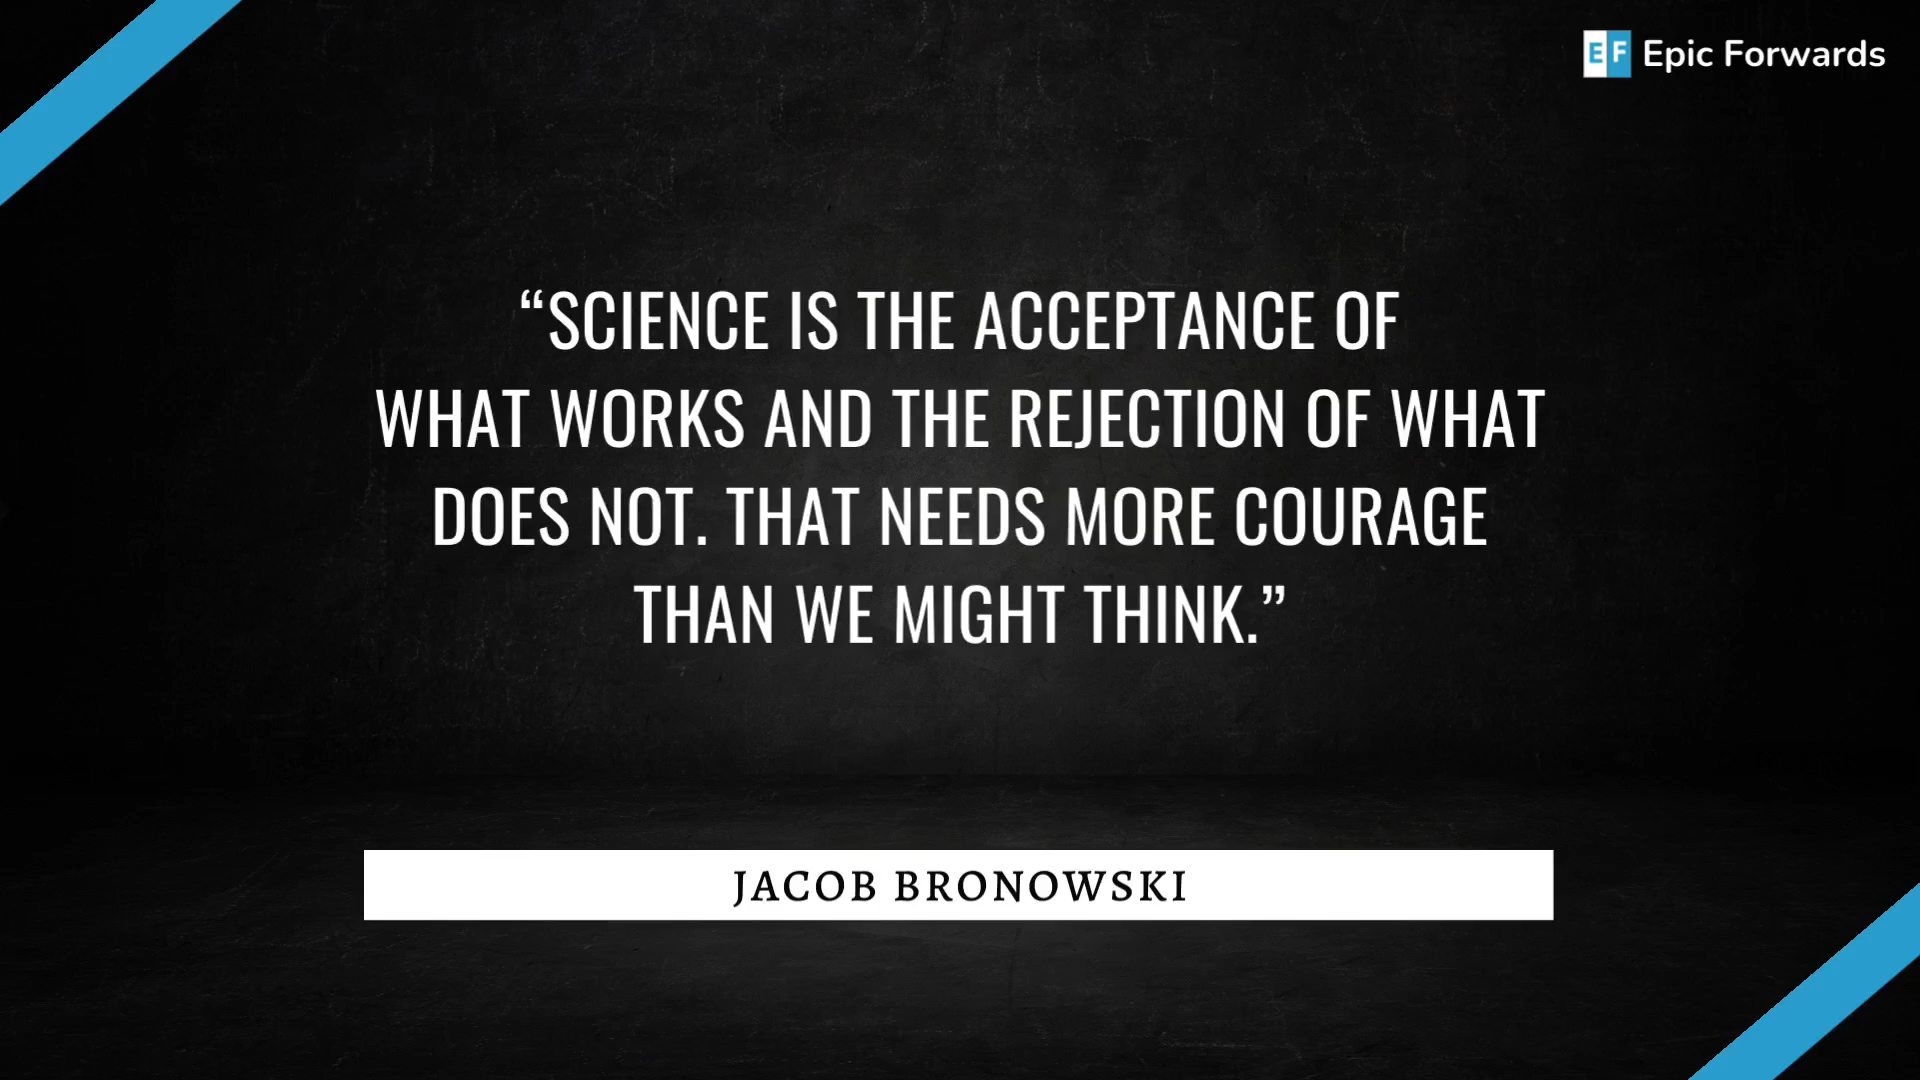 EF Epic Forwards
“SCIENCE IS THE ACCEPTANCE OF
WHAT WORKS AND THE REJECTION OF WHAT
DOES NOT. THAT NEEDS MORE COURAGE
THAN WE MIGHT THINK.”
JACOB BRONOWSKI